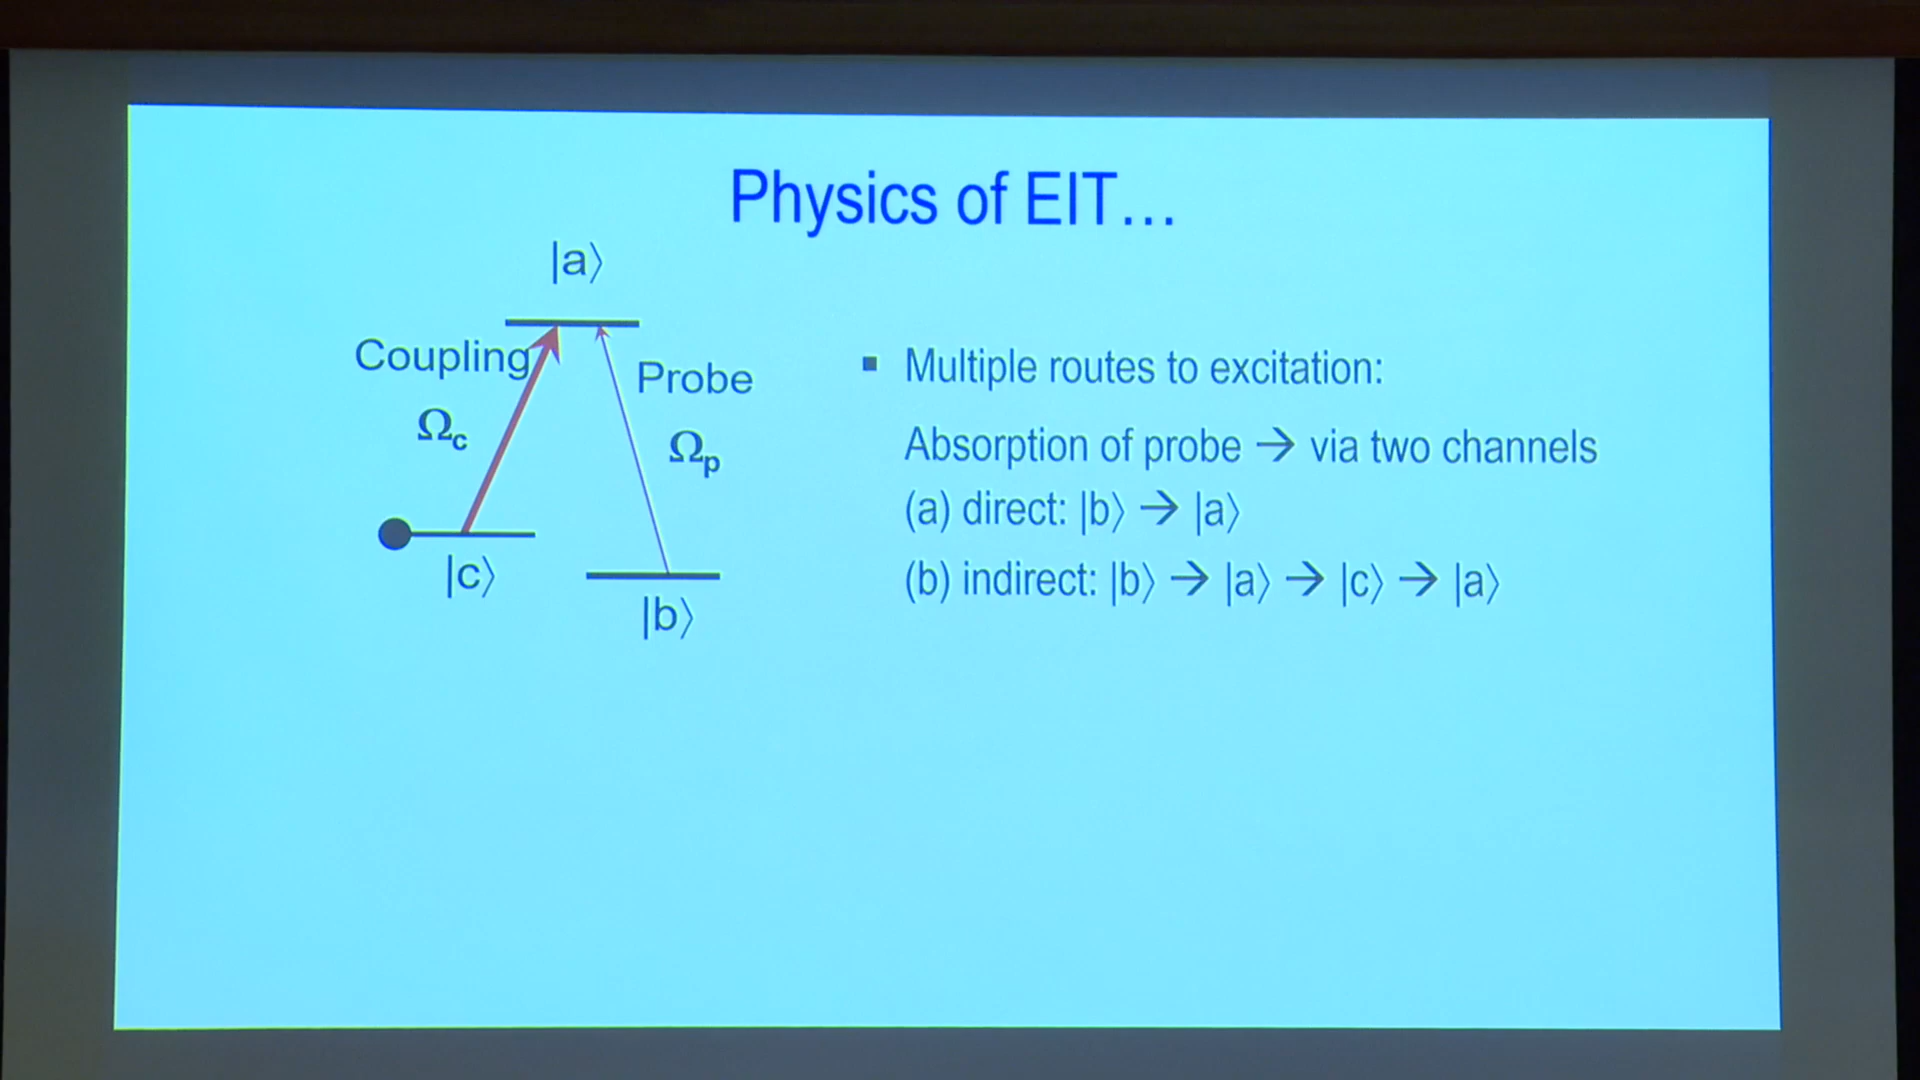 Physics of EIT...
|a⟩
Coupling
Probe
Ωc
Ωp
|c⟩
|b⟩
▪ Multiple routes to excitation:
Absorption of probe → via two channels
(a) direct: |b⟩ → |a⟩
(b) indirect: |b⟩ → |a⟩ → |c⟩ → |a⟩